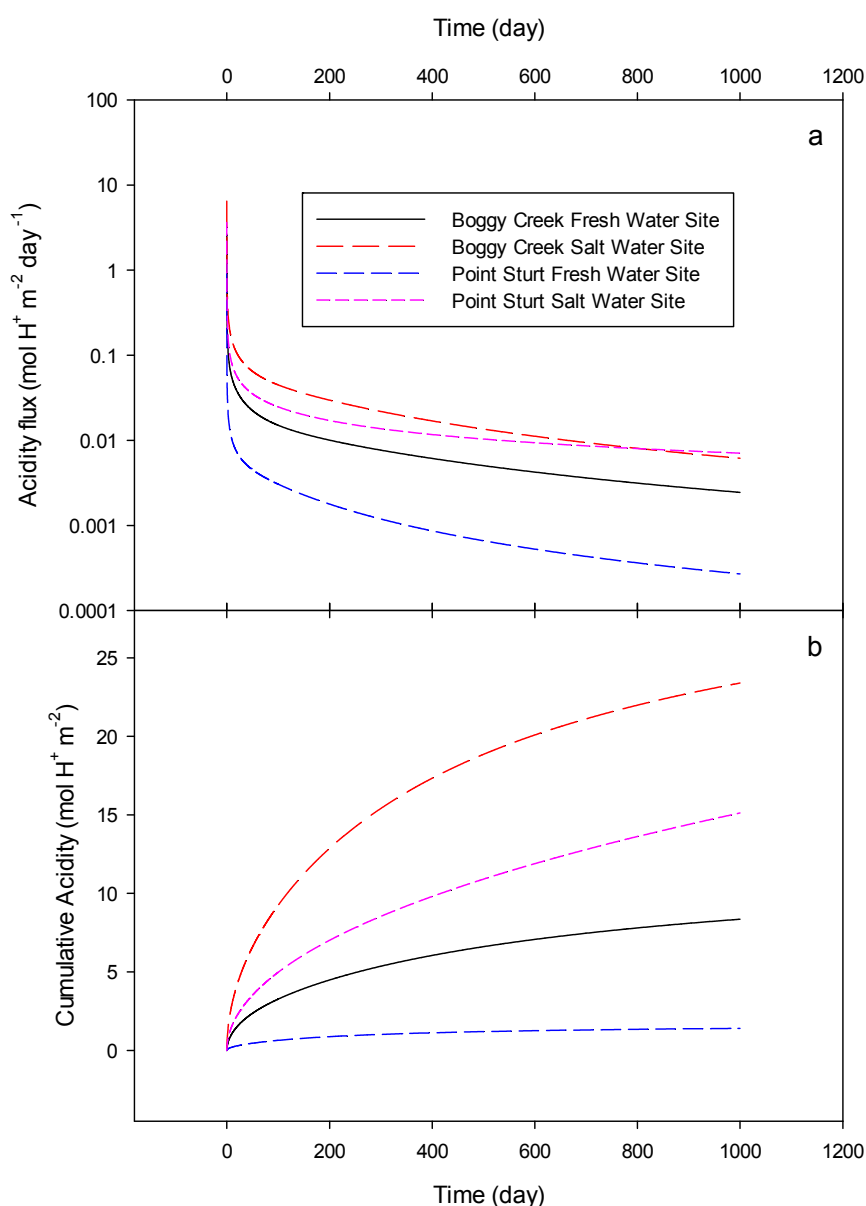 Time (day)
0 200 400 600 800 1000 1200
100
10
1
0.1
0.01
0.001
0.0001
Acidity flux (mol H⁺ m⁻² day⁻¹)
a
Boggy Creek Fresh Water Site
Boggy Creek Salt Water Site
Point Sturt Fresh Water Site
Point Sturt Salt Water Site
b
25
20
15
10
5
0
Cumulative Acidity (mol H⁺ m⁻²)
0 200 400 600 800 1000 1200
Time (day)